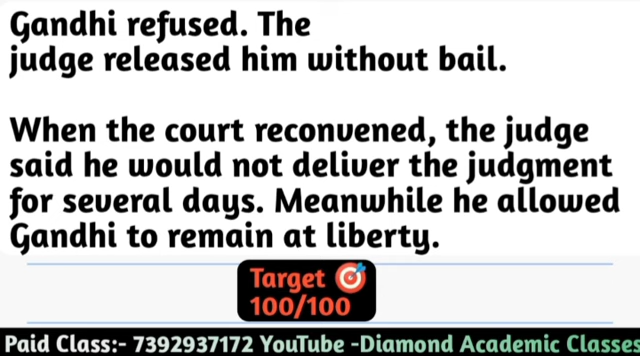 Gandhi refused. The
judge released him without bail.
When the court reconvened, the judge
said he would not deliver the judgment
for several days. Meanwhile he allowed
Gandhi to remain at liberty.
Target 🎯
100/100
Paid Class:- 7392937172 YouTube -Diamond Academic Classes